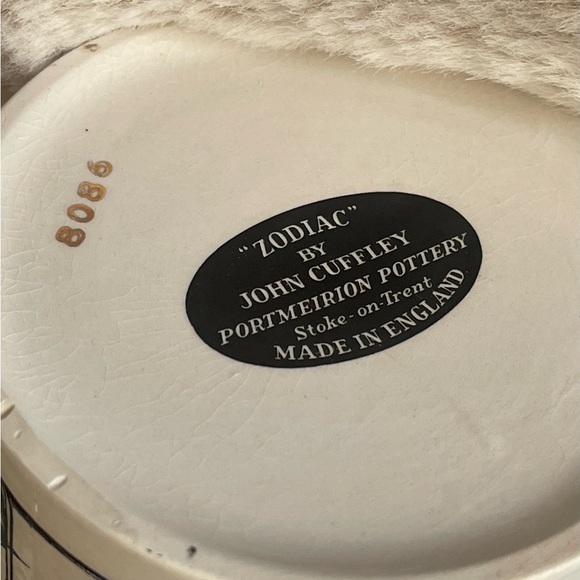 8086
"ZODIAC"
BY
JOHN CUFFLEY
PORTMEIRION POTTERY
Stoke-on-Trent
MADE IN ENGLAND